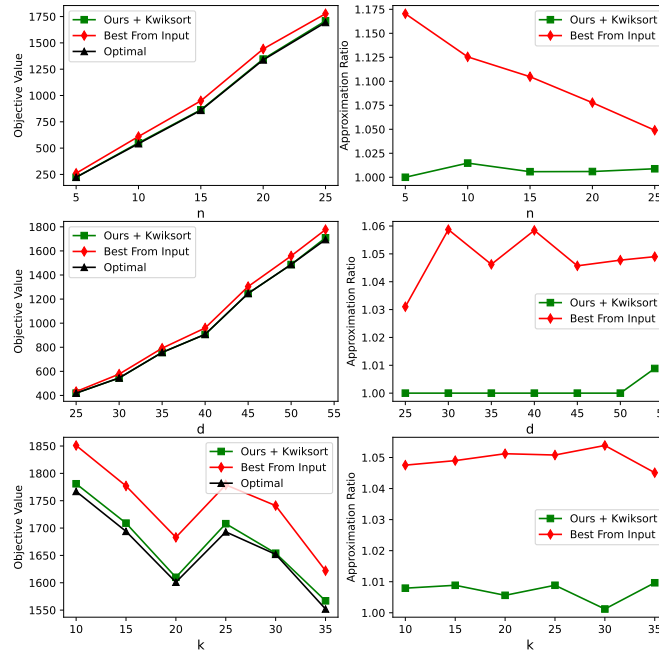 1750
1500
1250
1000
750
500
250
Objective Value
Ours + Kwiksort
Best From Input
Optimal
5 10 15 20 25
n
1.175
1.150
1.125
1.100
1.075
1.050
1.025
1.000
Approximation Ratio
Ours + Kwiksort
Best From Input
5 10 15 20 25
n
1800
1600
1400
1200
1000
800
600
400
Objective Value
Ours + Kwiksort
Best From Input
Optimal
25 30 35 40 45 50 55
d
1.06
1.05
1.04
1.03
1.02
1.01
1.00
Approximation Ratio
Ours + Kwiksort
Best From Input
25 30 35 40 45 50 5
d
1850
1800
1750
1700
1650
1600
1550
Objective Value
Ours + Kwiksort
Best From Input
Optimal
10 15 20 25 30 35
k
1.05
1.04
1.03
1.02
1.01
1.00
Approximation Ratio
Ours + Kwiksort
Best From Input
10 15 20 25 30 35
k